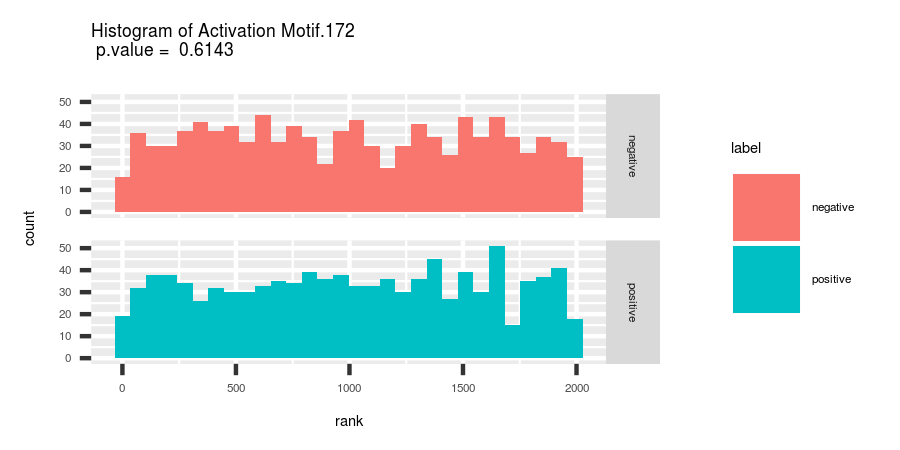 Histogram of Activation Motif.172
p.value =  0.6143
50
40
30
20
10
0
negative
50
40
30
20
10
0
positive
0 500 1000 1500 2000
rank
count
label
negative
positive